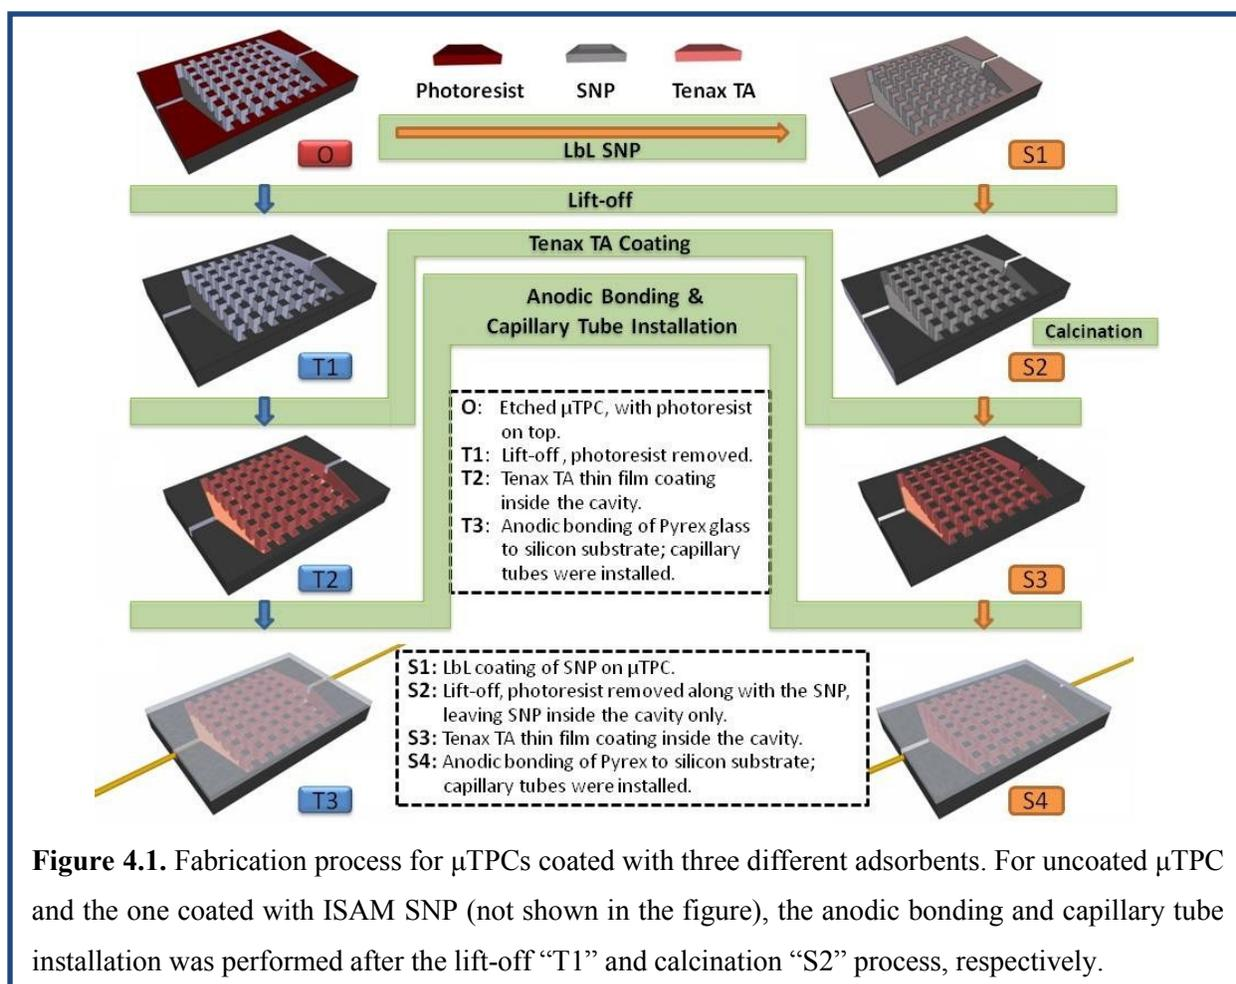 Photoresist SNP Tenax TA
O
LbL SNP
S1
Lift-off
Tenax TA Coating
Anodic Bonding &
Capillary Tube Installation
Calcination
T1
S2
O: Etched μTPC, with photoresist
on top.
T1: Lift-off, photoresist removed.
T2: Tenax TA thin film coating
inside the cavity.
T3: Anodic bonding of Pyrex glass
to silicon substrate; capillary
tubes were installed.
T2
S3
S1: LbL coating of SNP on μTPC.
S2: Lift-off, photoresist removed along with the SNP,
leaving SNP inside the cavity only.
S3: Tenax TA thin film coating inside the cavity.
S4: Anodic bonding of Pyrex to silicon substrate;
capillary tubes were installed.
T3
S4
Figure 4.1. Fabrication process for μTPCs coated with three different adsorbents. For uncoated μTPC
and the one coated with ISAM SNP (not shown in the figure), the anodic bonding and capillary tube
installation was performed after the lift-off “T1” and calcination “S2” process, respectively.